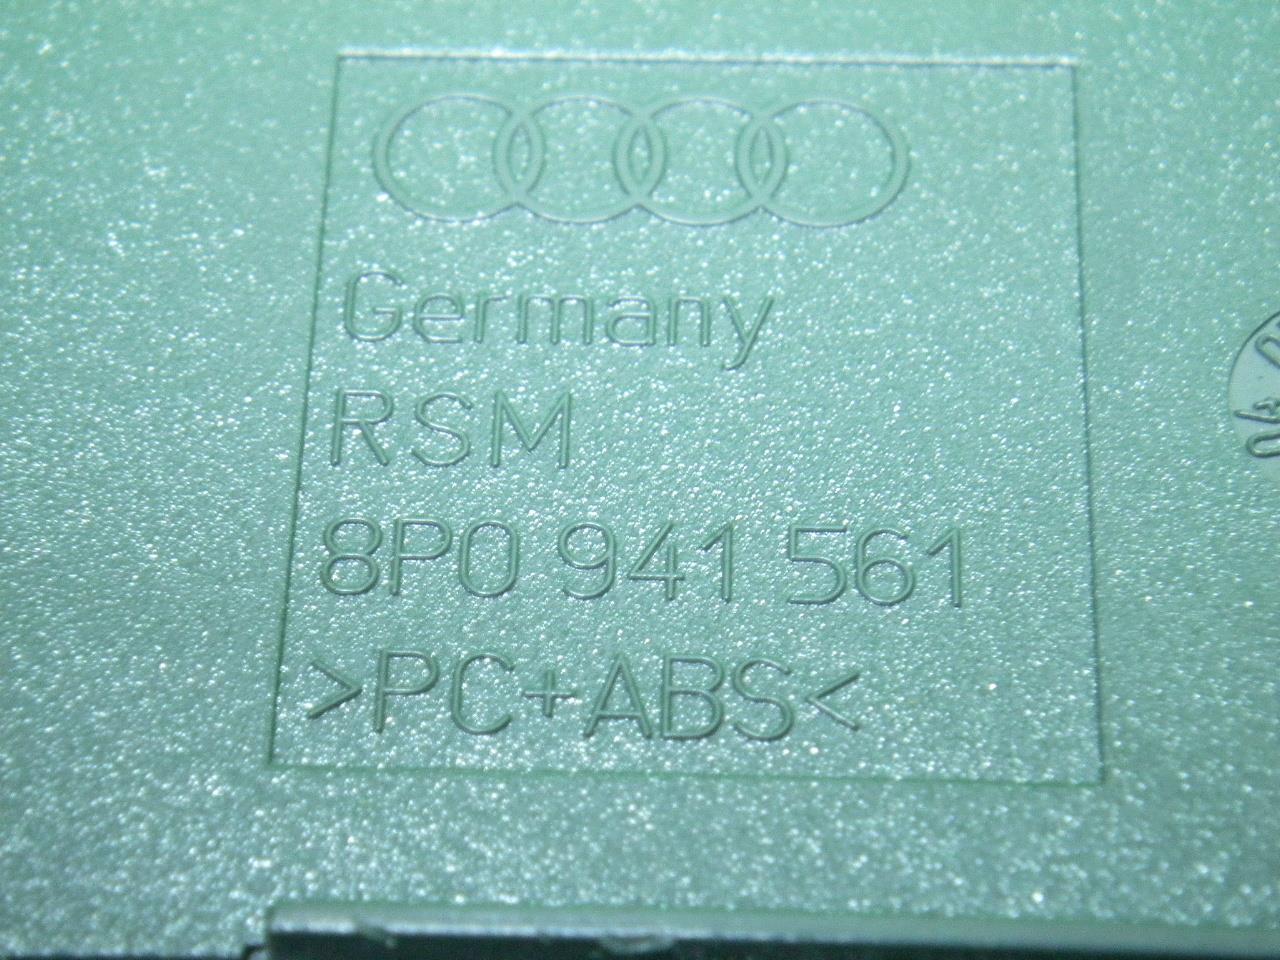 Germany
RSM
8P0 941 561
>PC+ABS<